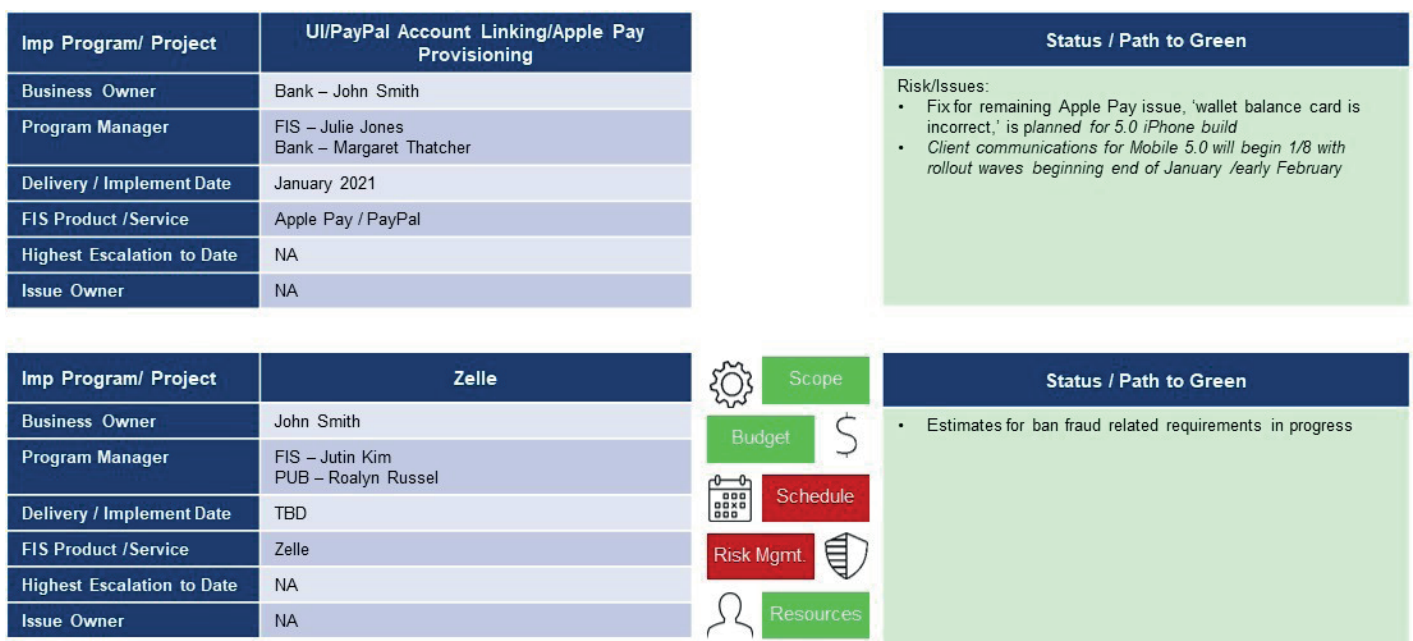 Imp Program/ Project
UI/PayPal Account Linking/Apple Pay
Provisioning
Business Owner
Bank – John Smith
Program Manager
FIS – Julie Jones
Bank – Margaret Thatcher
Delivery / Implement Date
January 2021
FIS Product /Service
Apple Pay / PayPal
Highest Escalation to Date
NA
Issue Owner
NA
Status / Path to Green
Risk/Issues:
• Fix for remaining Apple Pay issue, ‘wallet balance card is
incorrect,’ is planned for 5.0 iPhone build
• Client communications for Mobile 5.0 will begin 1/8 with
rollout waves beginning end of January /early February
Imp Program/ Project
Zelle
Business Owner
John Smith
Program Manager
FIS – Jutin Kim
PUB – Roalyn Russel
Delivery / Implement Date
TBD
FIS Product /Service
Zelle
Highest Escalation to Date
NA
Issue Owner
NA
Scope
Budget
$
Schedule
Risk Mgmt.
Resources
Status / Path to Green
• Estimates for ban fraud related requirements in progress